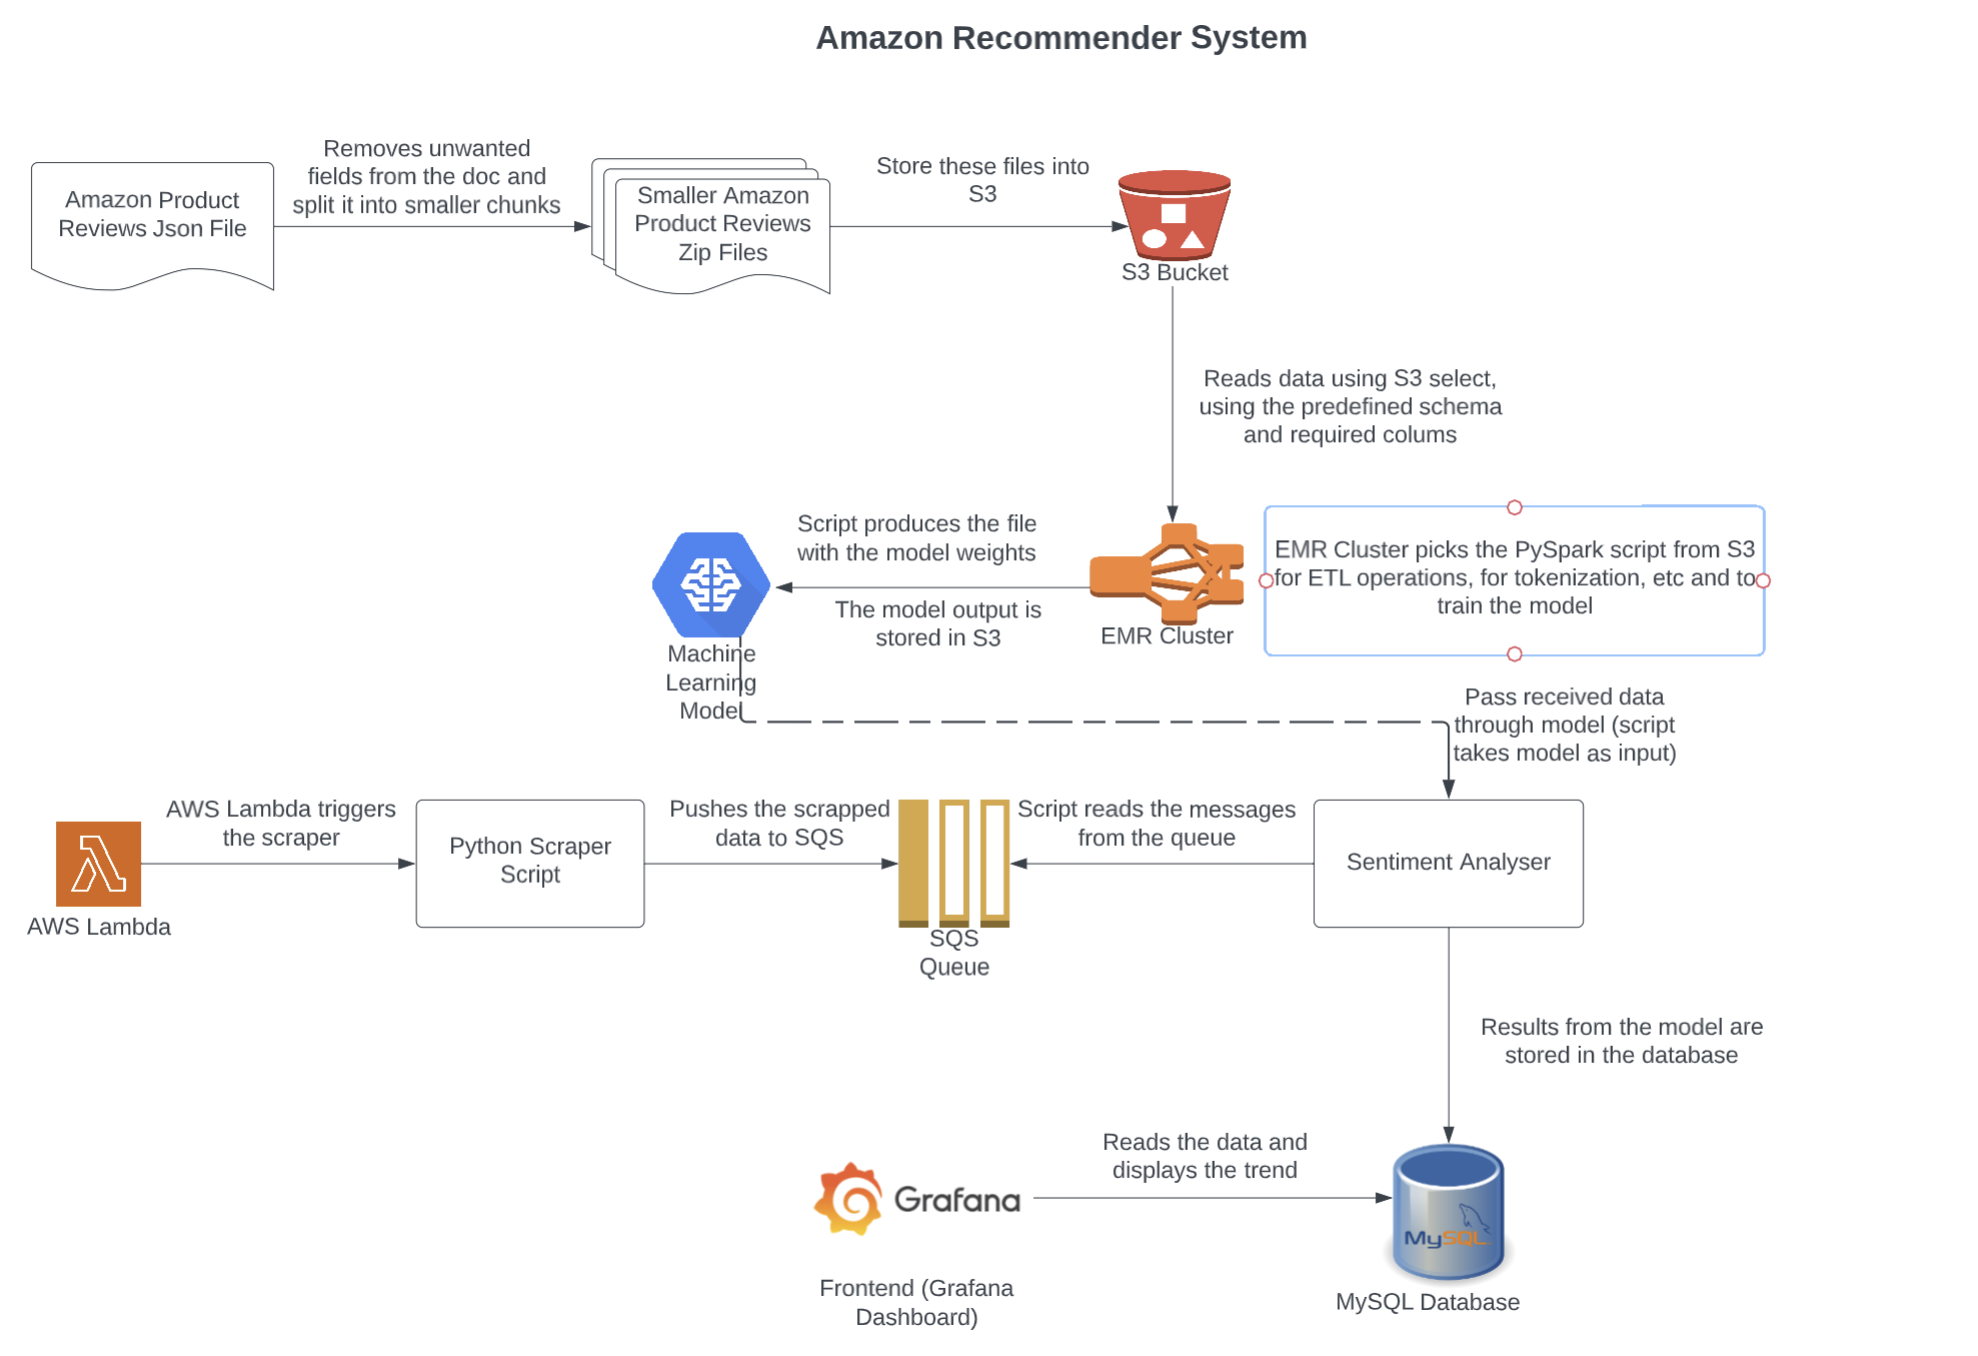 Amazon Recommender System
Amazon Product
Reviews Json File
Removes unwanted
fields from the doc and
split it into smaller chunks
Smaller Amazon
Product Reviews
Zip Files
Store these files into
S3
S3 Bucket
Reads data using S3 select,
using the predefined schema
and required colums
EMR Cluster picks the PySpark script from S3
for ETL operations, for tokenization, etc and to
train the model
EMR Cluster
Script produces the file
with the model weights
The model output is
stored in S3
Machine
Learning
Model
Pass received data
through model (script
takes model as input)
AWS Lambda
AWS Lambda triggers
the scraper
Python Scraper
Script
Pushes the scrapped
data to SQS
SQS
Queue
Script reads the messages
from the queue
Sentiment Analyser
Results from the model are
stored in the database
Grafana
Frontend (Grafana
Dashboard)
Reads the data and
displays the trend
MySQL
MySQL Database